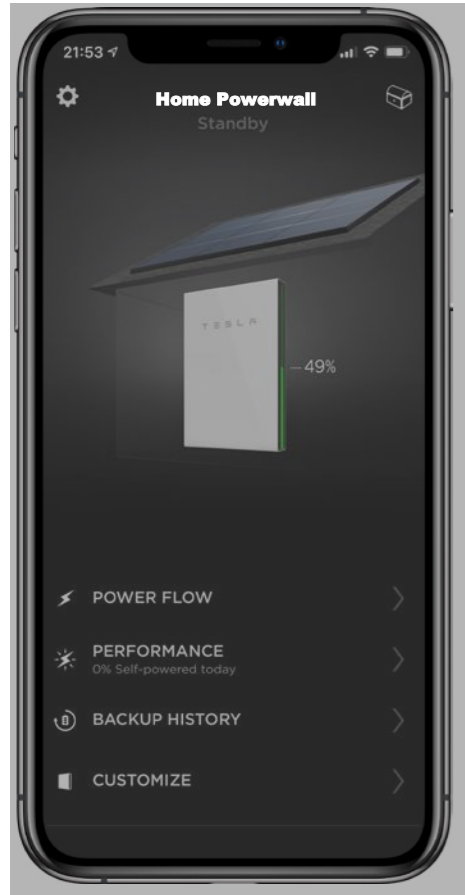 21:53
Home Powerwall
Standby
TESLA
49%
POWER FLOW
PERFORMANCE
0% Self-powered today
BACKUP HISTORY
CUSTOMIZE